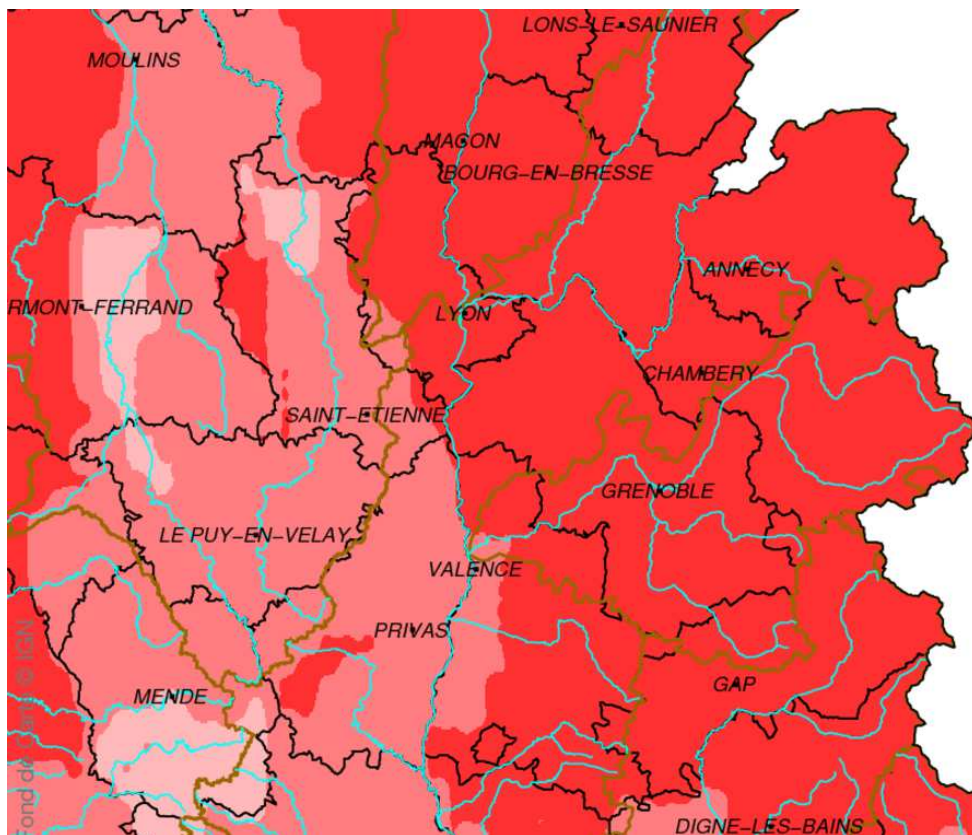 LONS-LE-SAUNIER
MOULINS
MACON
BOURG-EN-BRESSE
ANNECY
RMONT-FERRAND
LYON
CHAMBERY
SAINT-ETIENNE
GRENOBLE
LE PUY-EN-VELAY
VALENCE
PRIVAS
MENDE
GAP
DIGNE-LES-BAINS
Fond de Carte © IGN